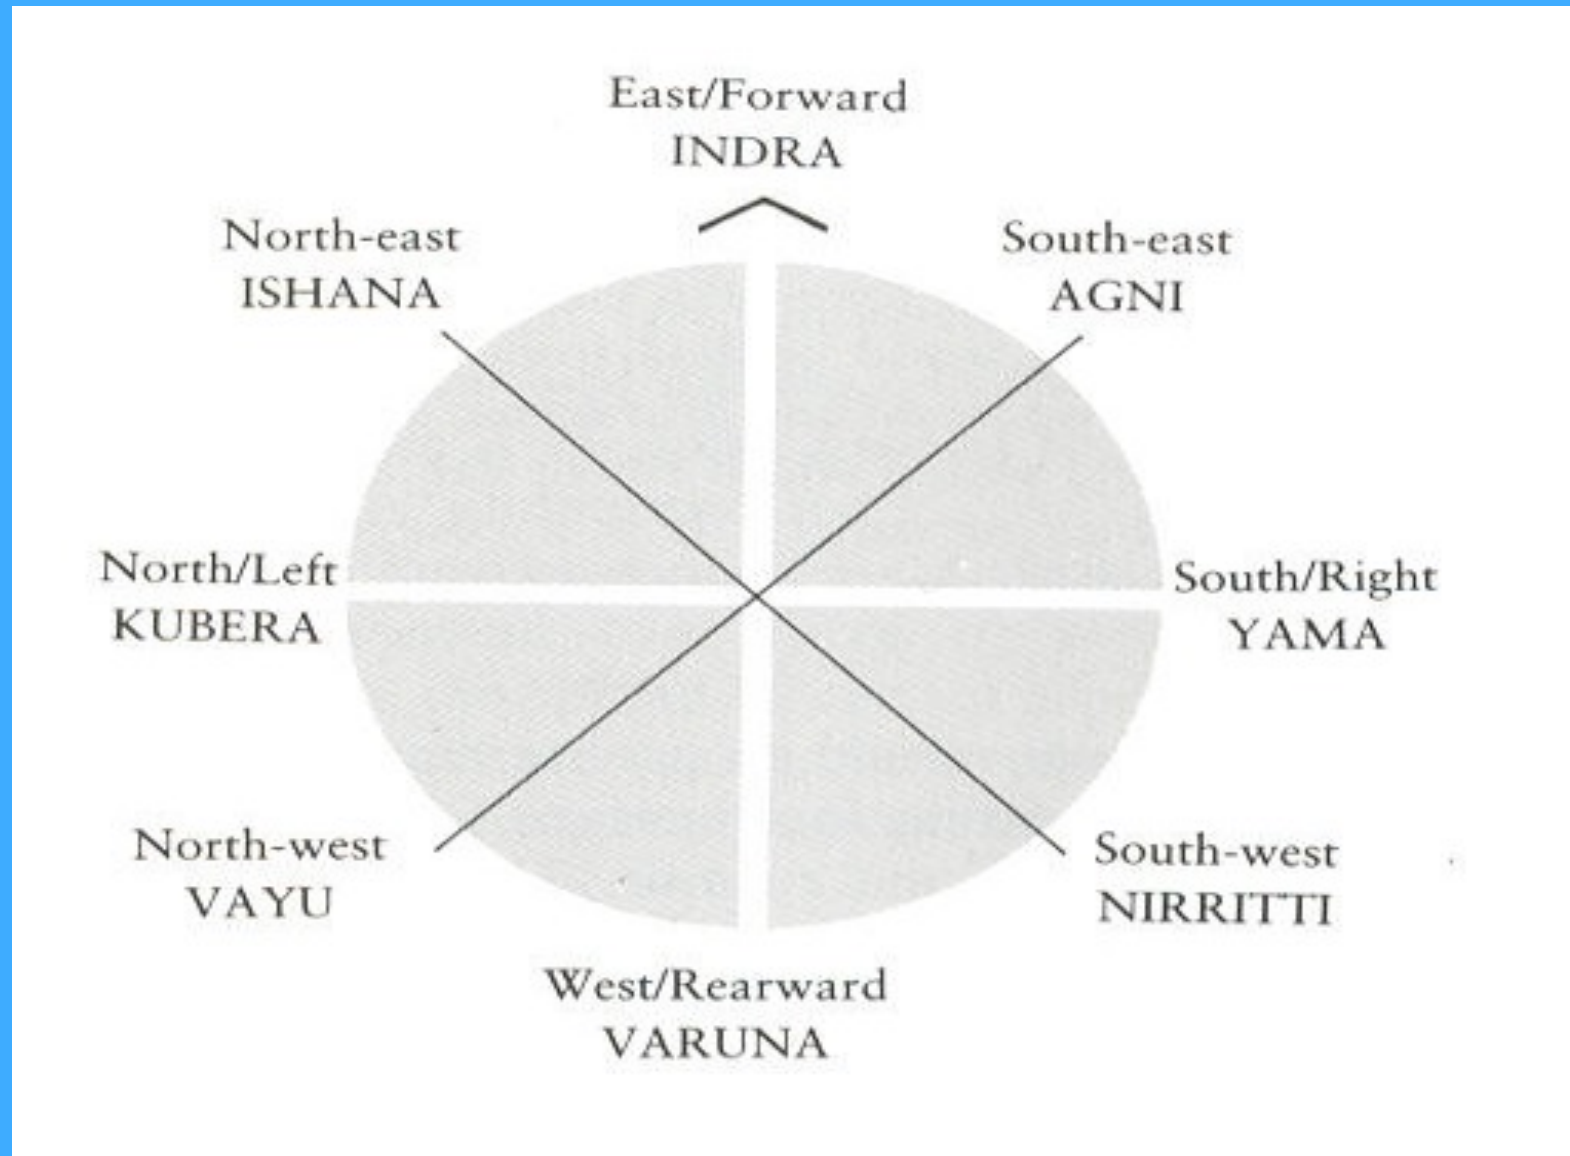 East/Forward
INDRA
North-east
ISHANA
South-east
AGNI
North/Left
KUBERA
South/Right
YAMA
North-west
VAYU
South-west
NIRRITTI
West/Rearward
VARUNA